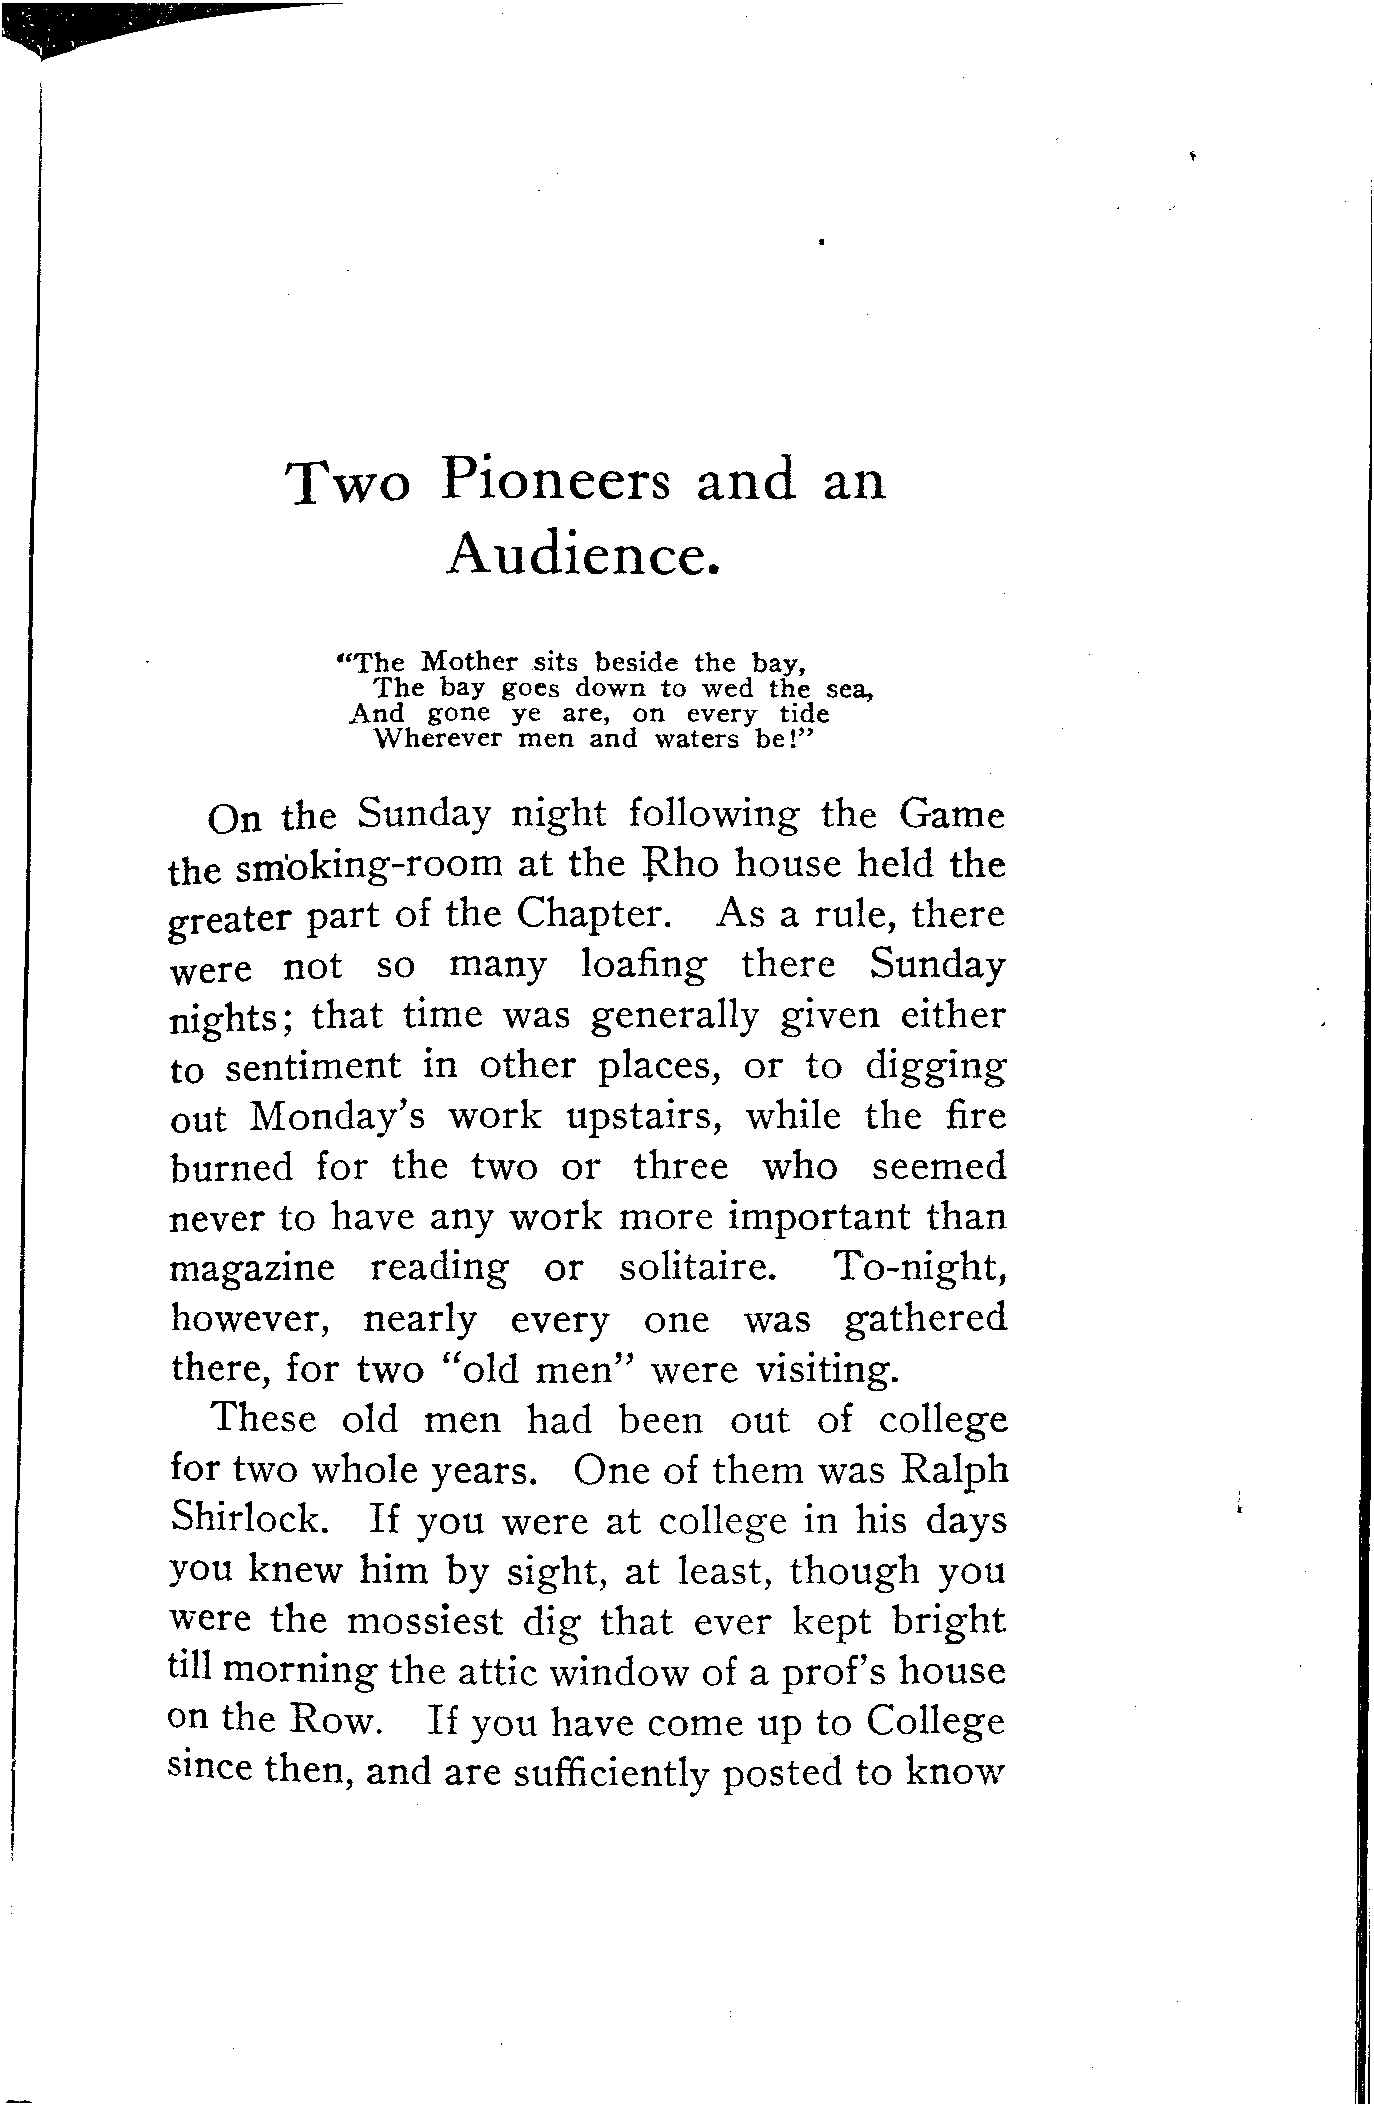 Two Pioneers and an
Audience.
“The Mother sits beside the bay,
The bay goes down to wed the sea,
And gone ye are, on every tide
Wherever men and waters be!”
On the Sunday night following the Game
the smoking-room at the Rho house held the
greater part of the Chapter. As a rule, there
were not so many loafing there Sunday
nights; that time was generally given either
to sentiment in other places, or to digging
out Monday’s work upstairs, while the fire
burned for the two or three who seemed
never to have any work more important than
magazine reading or solitaire. To-night,
however, nearly every one was gathered
there, for two “old men” were visiting.
These old men had been out of college
for two whole years. One of them was Ralph
Shirlock. If you were at college in his days
you knew him by sight, at least, though you
were the mossiest dig that ever kept bright
till morning the attic window of a prof’s house
on the Row. If you have come up to College
since then, and are sufficiently posted to know